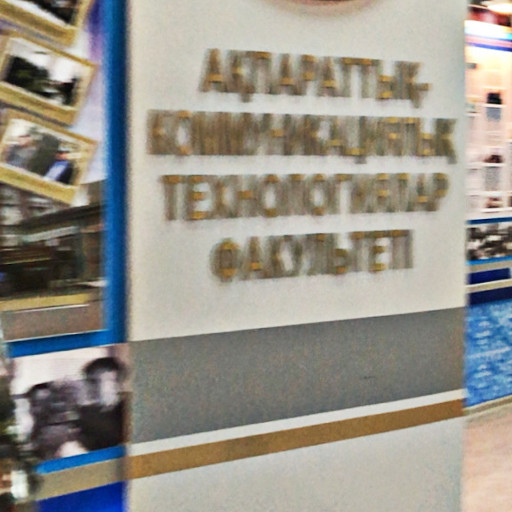 АҚПАРАТТЫҚ-
КОММУНИКАЦИЯЛЫҚ
ТЕХНОЛОГИЯЛАР
ФАКУЛЬТЕТІ